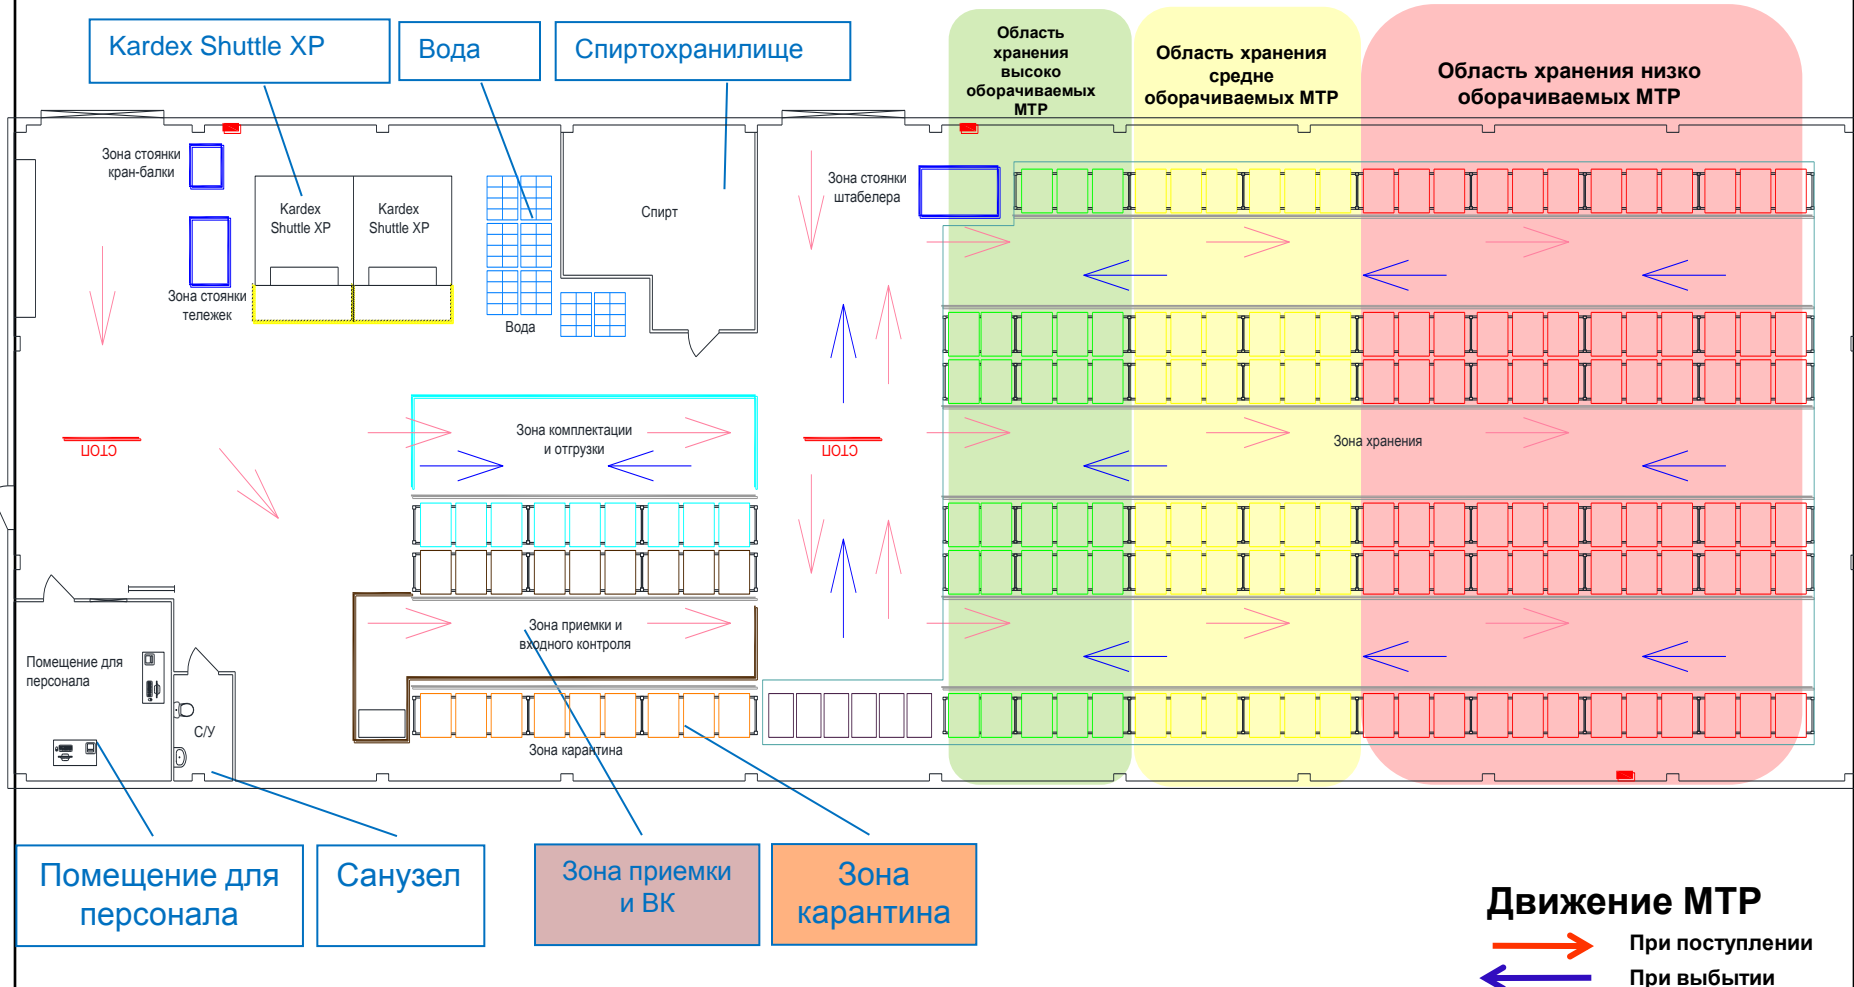 Kardex Shuttle XP
Вода
Спиртохранилище
Область
хранения
высоко
оборачиваемых
МТР
Область хранения
средне
оборачиваемых МТР
Область хранения низко
оборачиваемых МТР
Зона стоянки
кран-балки
Kardex
Shuttle XP
Kardex
Shuttle XP
Спирт
Зона стоянки
штабелера
Зона стоянки
тележек
Вода
СТОП
Зона комплектации
и отгрузки
СТОП
Зона хранения
Зона приемки и
входного контроля
Помещение для
персонала
С/У
Зона карантина
Помещение для
персонала
Санузел
Зона приемки
и ВК
Зона
карантина
Движение МТР
При поступлении
При выбытии